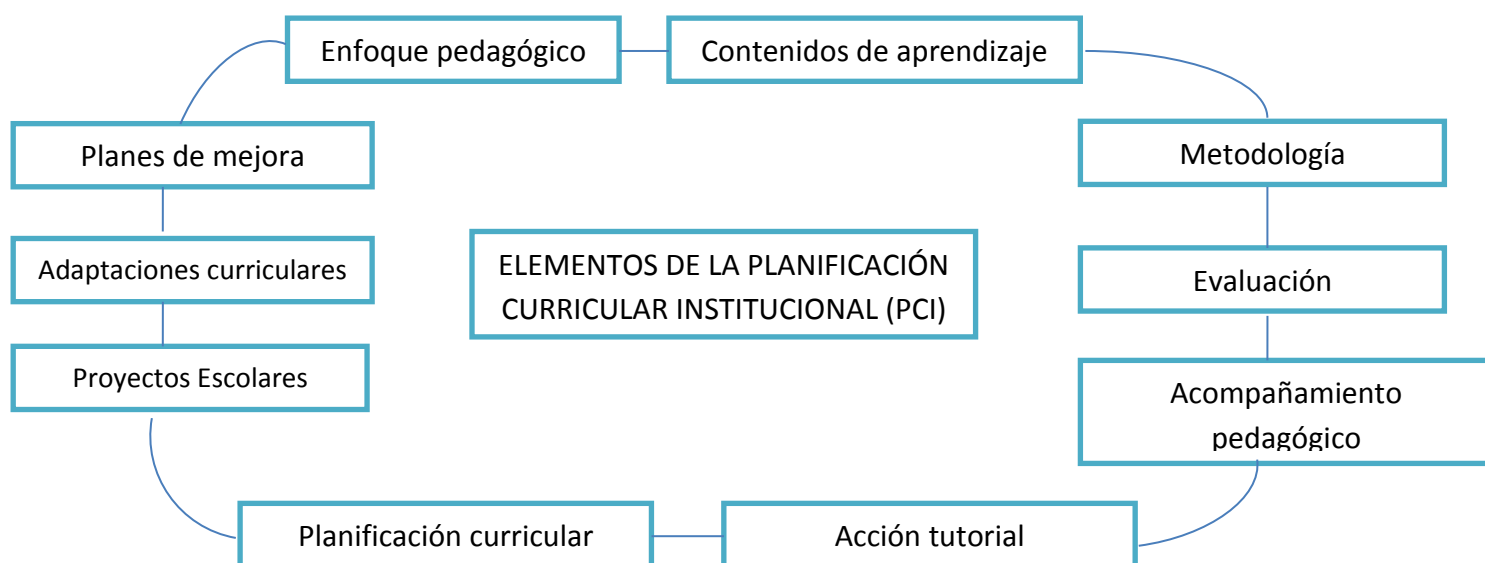 Enfoque pedagógico
Contenidos de aprendizaje
Planes de mejora
Metodología
Adaptaciones curriculares
ELEMENTOS DE LA PLANIFICACIÓN
CURRICULAR INSTITUCIONAL (PCI)
Evaluación
Proyectos Escolares
Acompañamiento
pedagógico
Planificación curricular
Acción tutorial